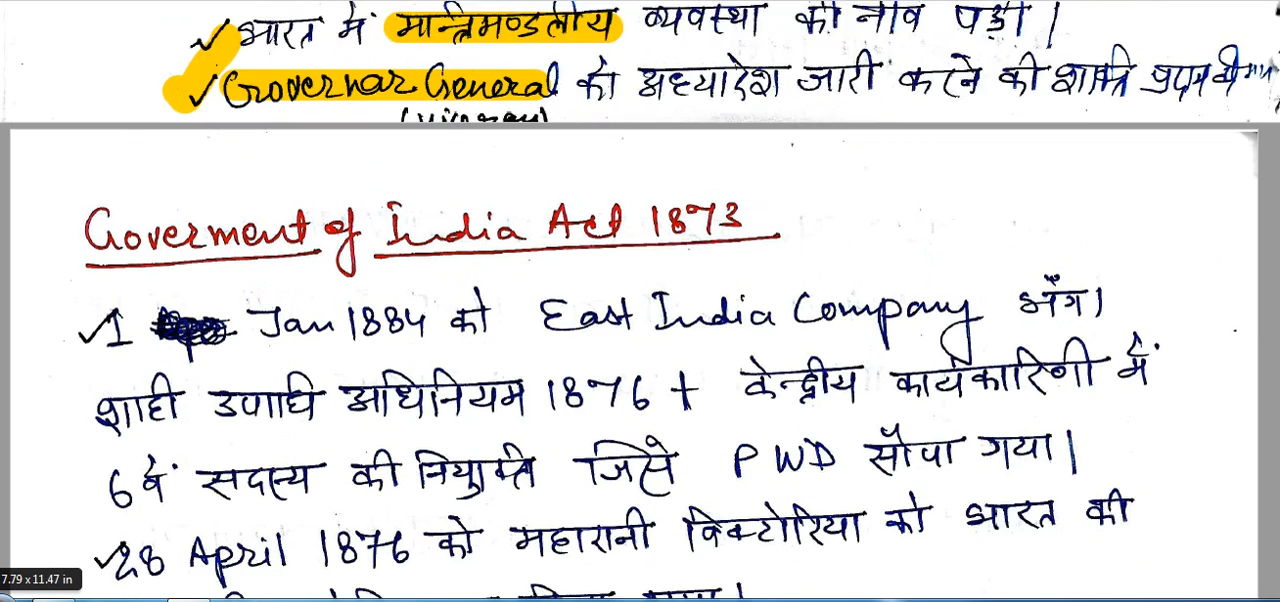 भारत में मन्त्रिमण्डलीय व्यवस्था की नींव पड़ी।
Governar General को अध्यादेश जारी करने की शक्ति
Goverment of India Act 1873
1 Jan 1884 को East India Company भंग।
शाही उपाधि अधिनियम 1876 + केन्द्रीय कार्यकारिणी में
6वें सदस्य की नियुक्ति जिसे PWD सौंपा गया।
28 April 1876 को महारानी विक्टोरिया को भारत की
7.79 x 11.47 in